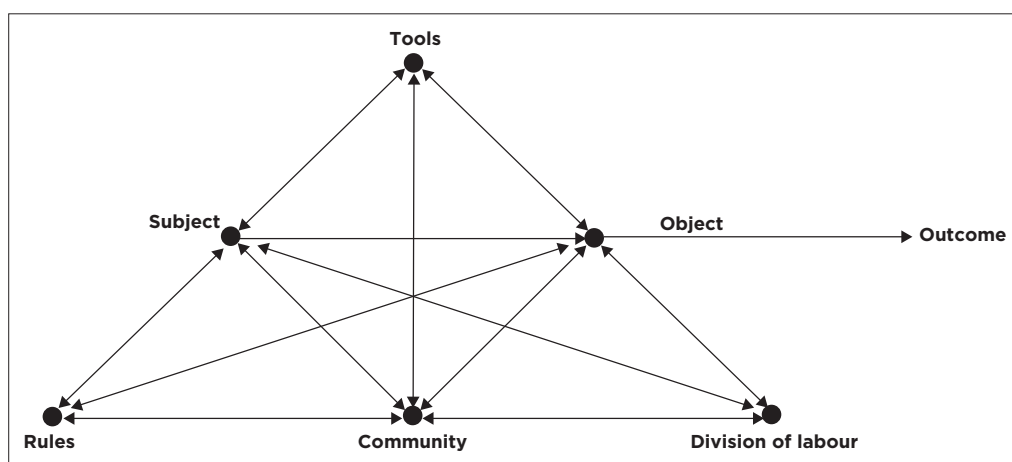 Tools
Subject
Object
Outcome
Rules
Community
Division of labour